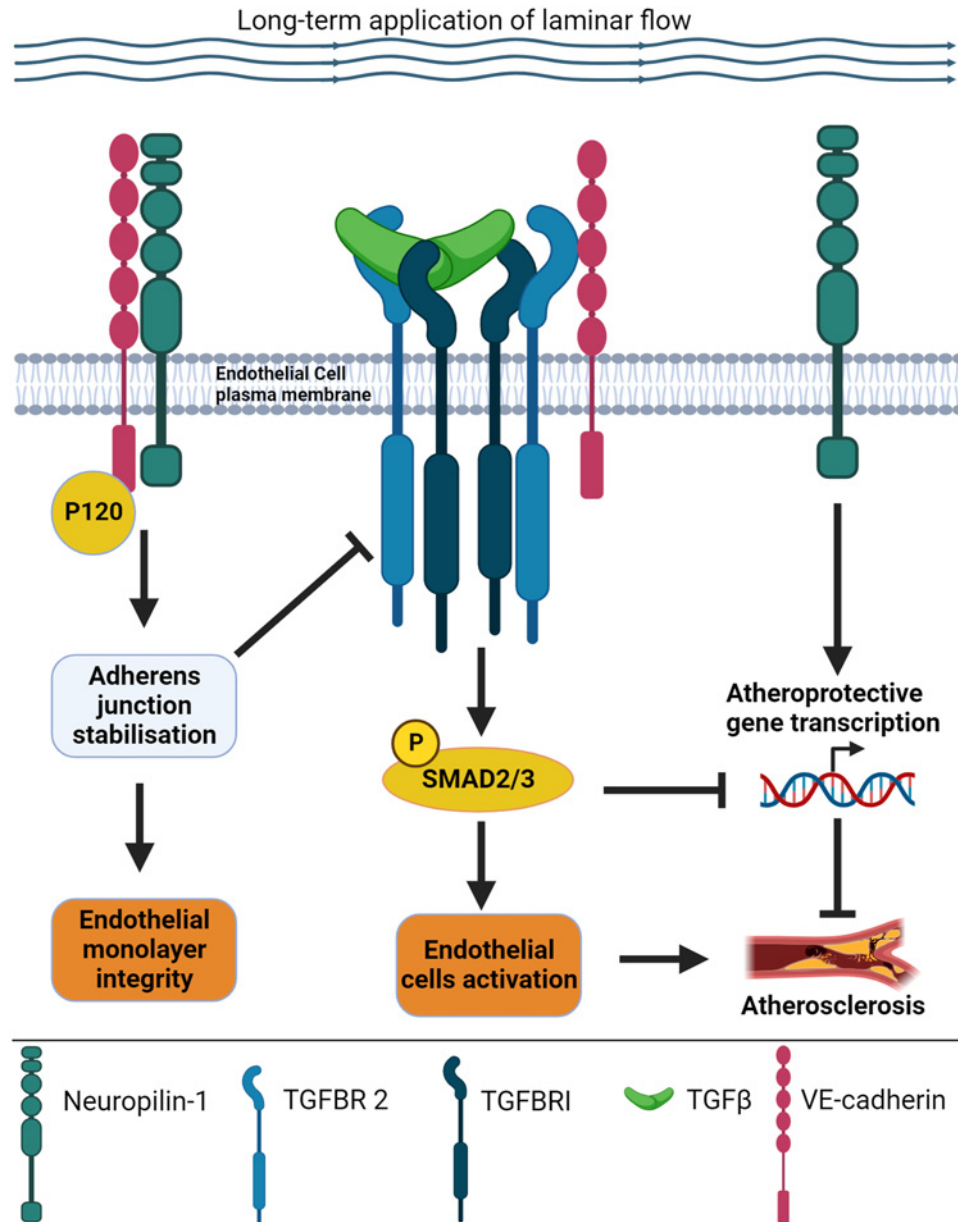 Long-term application of laminar flow
Endothelial Cell
plasma membrane
P120
Adherens
junction
stabilisation
Endothelial
monolayer
integrity
P
SMAD2/3
Endothelial
cells activation
Atheroprotective
gene transcription
Atherosclerosis
Neuropilin-1
TGFBR 2
TGFBRI
TGFβ
VE-cadherin